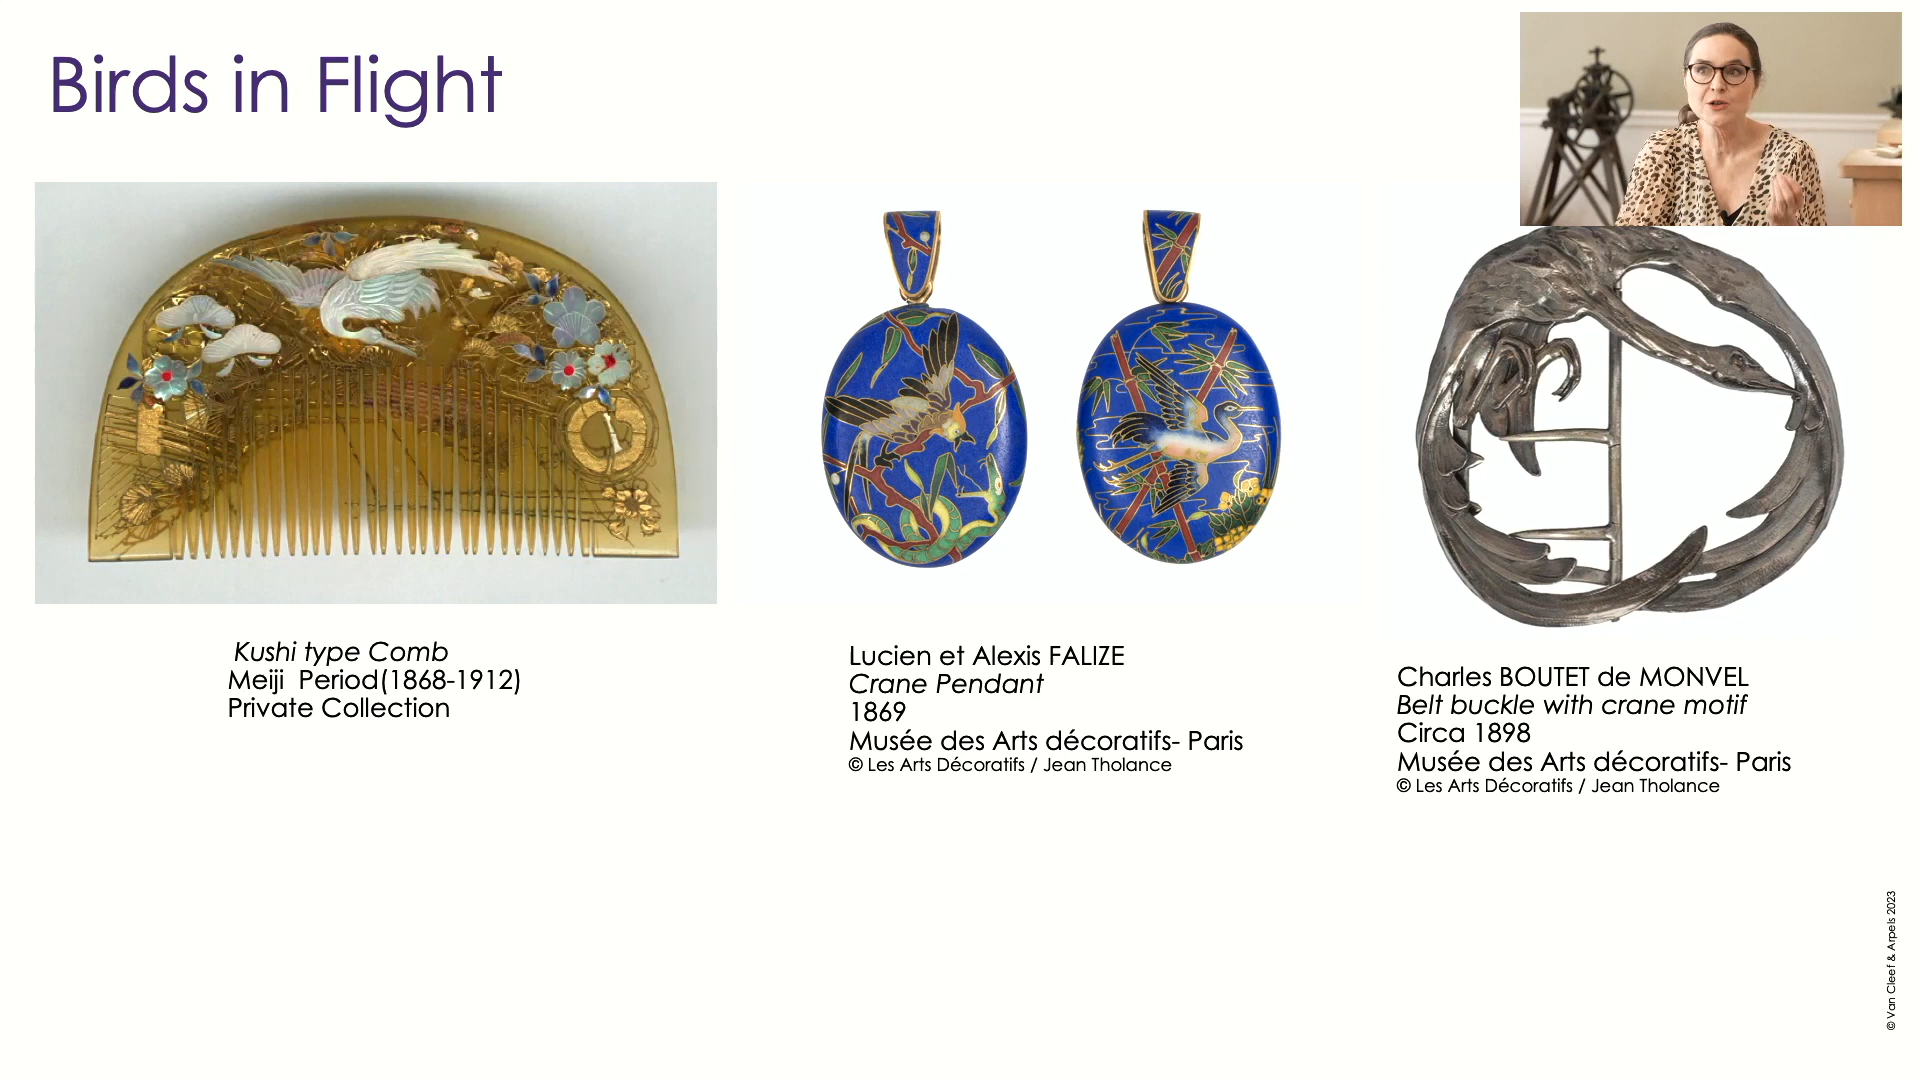 Birds in Flight
Kushi type Comb
Meiji  Period(1868-1912)
Private Collection
Lucien et Alexis FALIZE
Crane Pendant
1869
Musée des Arts décoratifs- Paris
© Les Arts Décoratifs / Jean Tholance
Charles BOUTET de MONVEL
Belt buckle with crane motif
Circa 1898
Musée des Arts décoratifs- Paris
© Les Arts Décoratifs / Jean Tholance
© Van Cleef & Arpels 2023